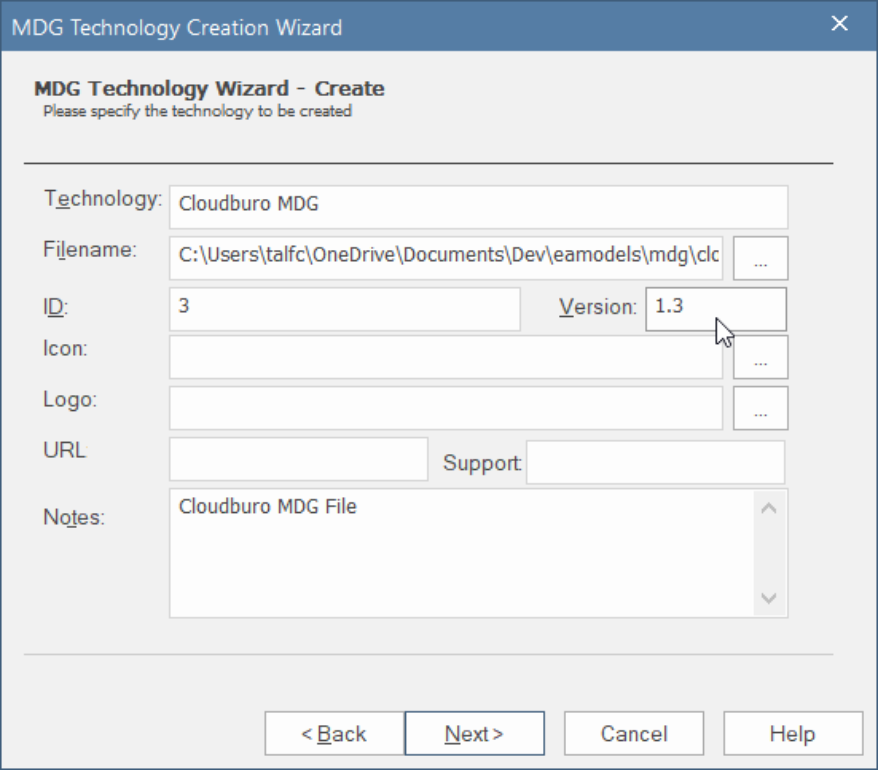 MDG Technology Creation Wizard
MDG Technology Wizard - Create
Please specify the technology to be created
Technology: Cloudburo MDG
Filename: C:\Users\talfc\OneDrive\Documents\Dev\eamodels\mdg\clc ...
ID: 3 Version: 1.3
Icon: ...
Logo: ...
URL Support:
Notes: Cloudburo MDG File
< Back Next > Cancel Help